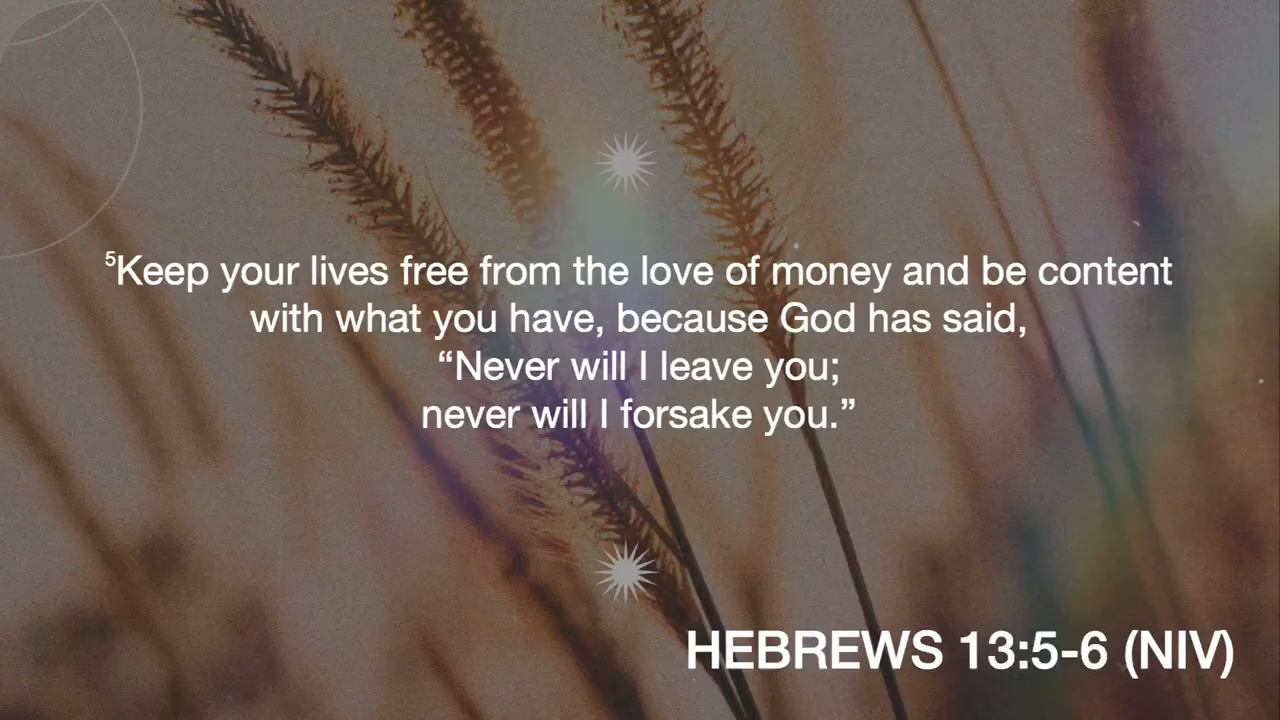 ⁵Keep your lives free from the love of money and be content
with what you have, because God has said,
“Never will I leave you;
never will I forsake you.”
HEBREWS 13:5-6 (NIV)